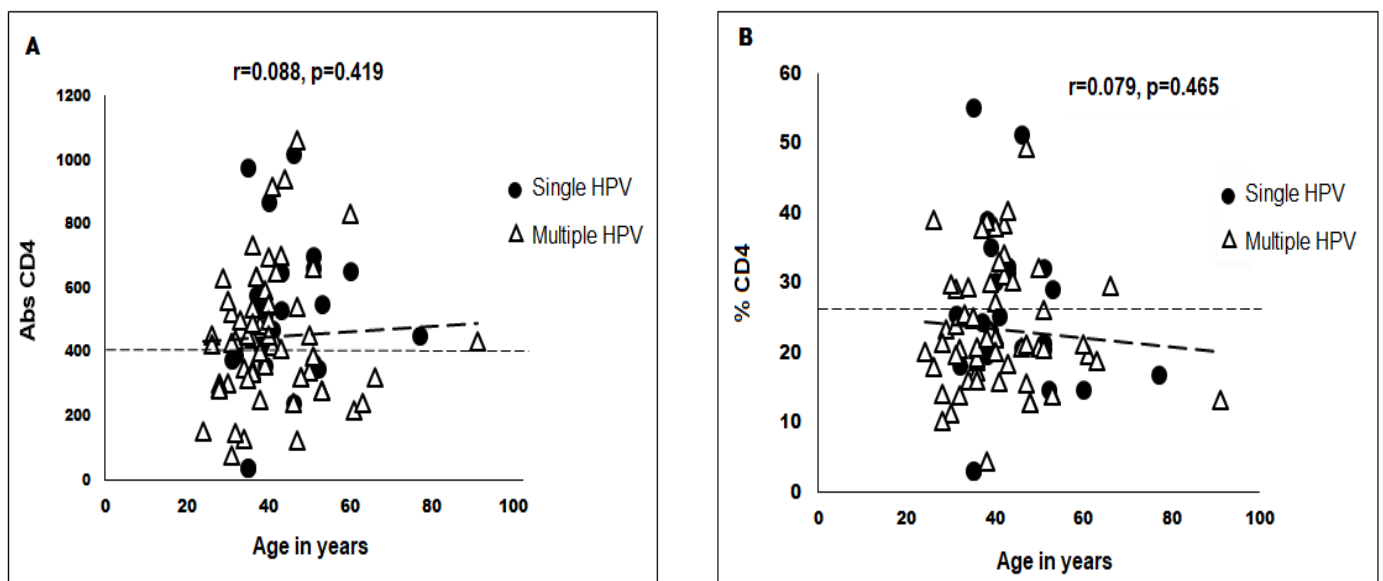 A
r=0.088, p=0.419
1200
1000
800
600
400
200
0
Abs CD4
0 20 40 60 80 100
Age in years
Single HPV
Multiple HPV
B
r=0.079, p=0.465
60
50
40
30
20
10
0
% CD4
0 20 40 60 80 100
Age in years
Single HPV
Multiple HPV